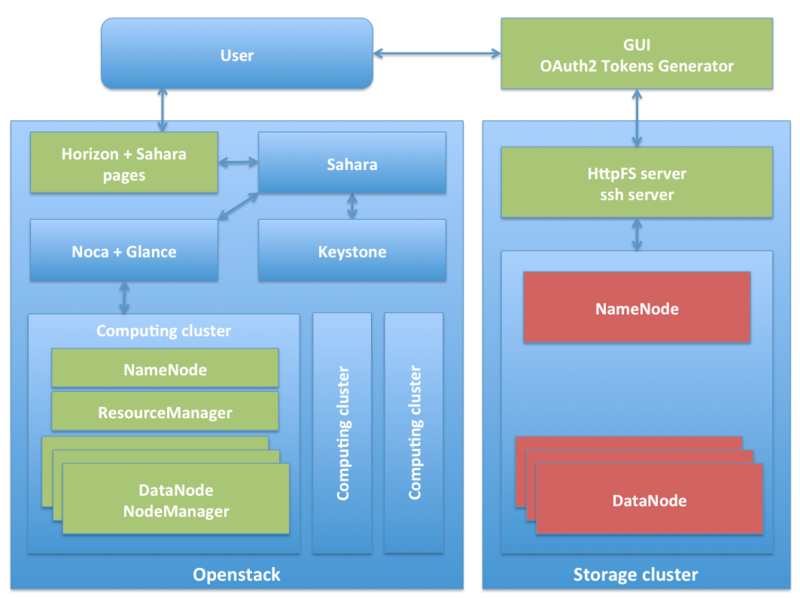 User
GUI
OAuth2 Tokens Generator
Horizon + Sahara
pages
Sahara
HttpFS server
ssh server
Noca + Glance
Keystone
Computing cluster
NameNode
ResourceManager
DataNode
NodeManager
Computing cluster
Computing cluster
Openstack
NameNode
DataNode
Storage cluster